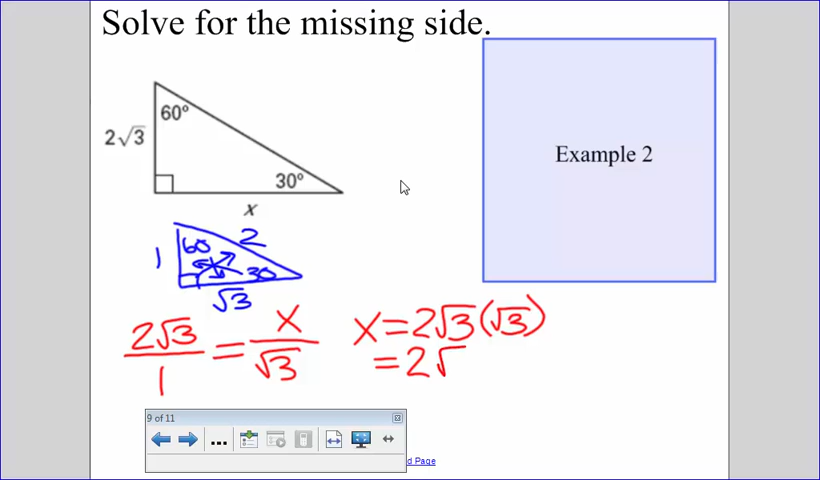 Solve for the missing side.
60°
2√3
30°
x
Example 2
1
60
2
30
√3
2√3/1 = x/√3
x=2√3(√3)
=2√
9 of 11
...
d Page